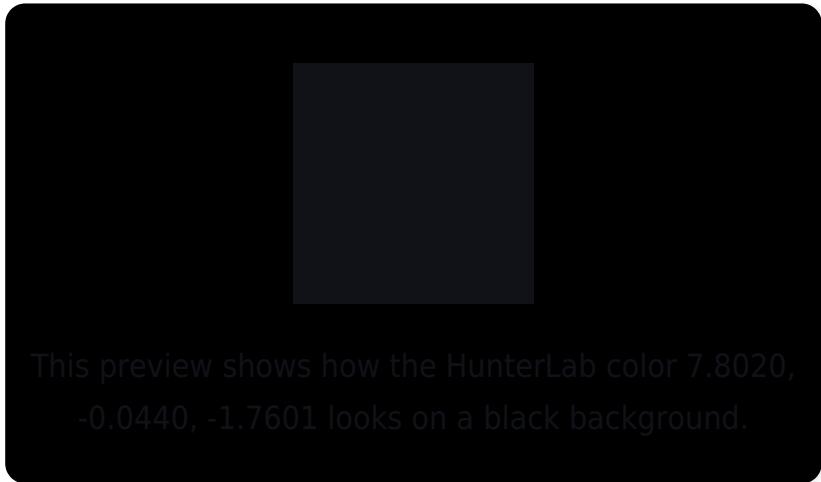 This preview shows how the HunterLab color 7.8020,
-0.0440, -1.7601 looks on a black background.